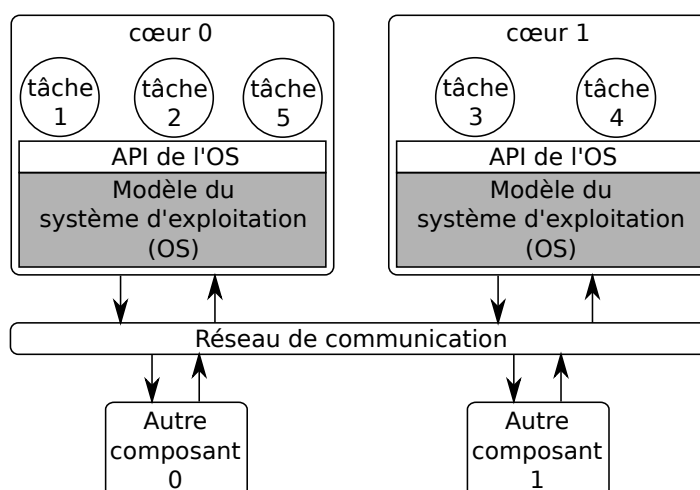 cœur 0
cœur 1
tâche
1
tâche
2
tâche
5
tâche
3
tâche
4
API de l'OS
API de l'OS
Modèle du
système d'exploitation
(OS)
Modèle du
système d'exploitation
(OS)
Réseau de communication
Autre
composant
0
Autre
composant
1